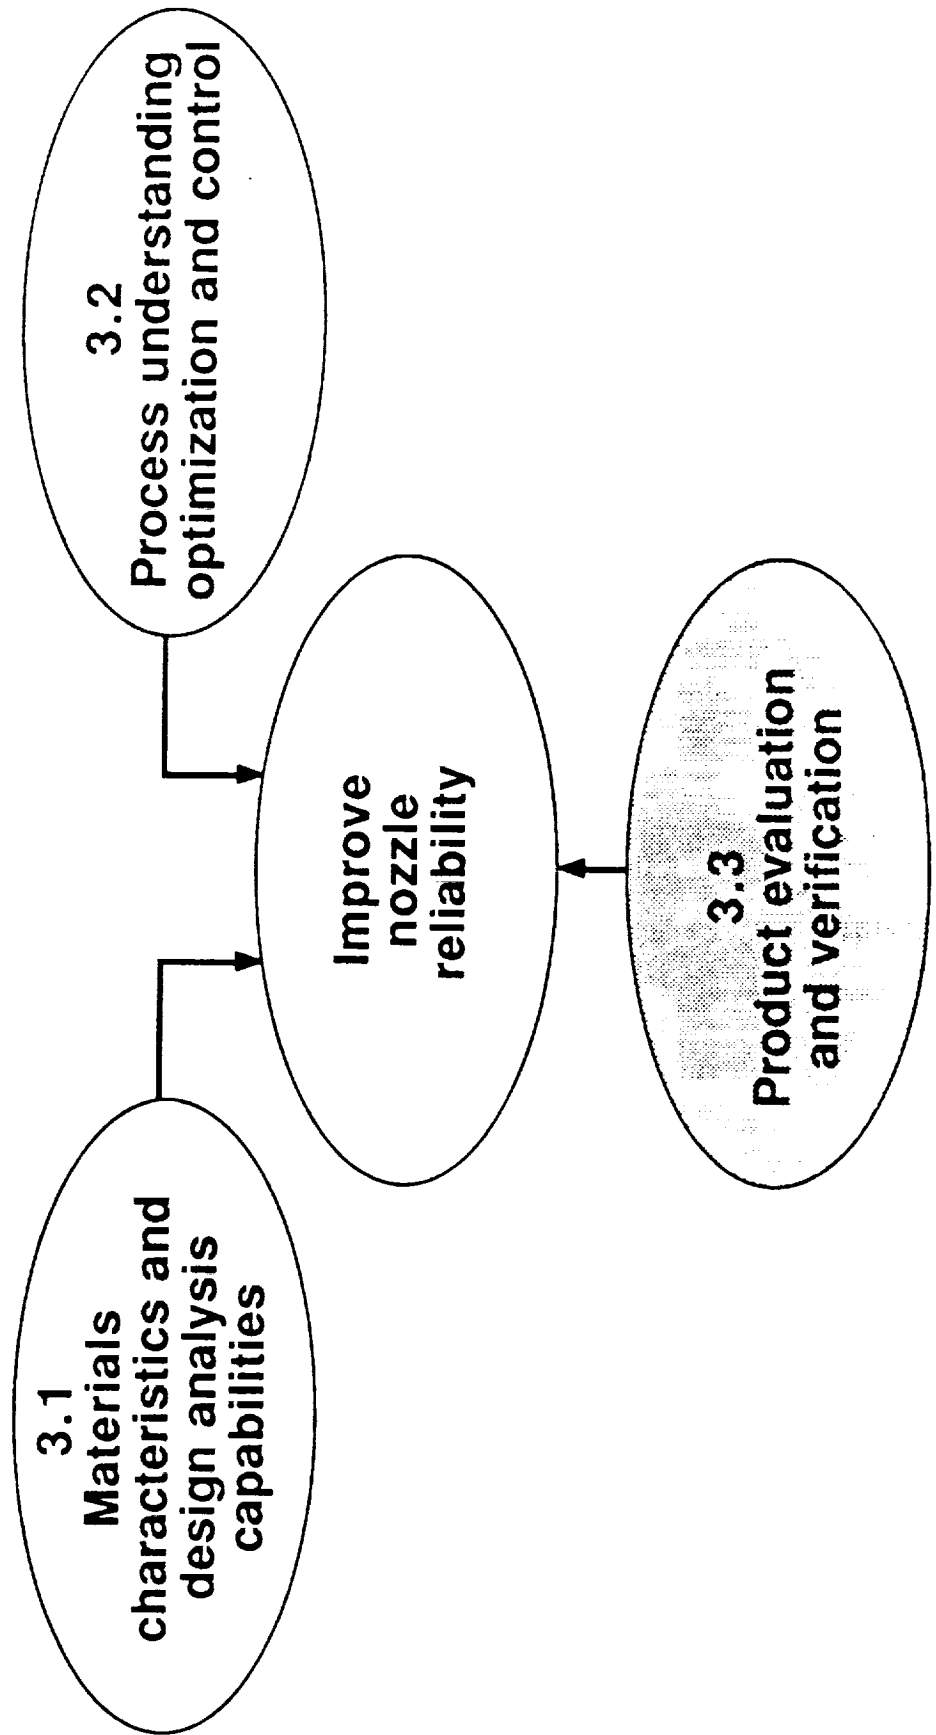 3.1
Materials
characteristics and
design analysis
capabilities
3.2
Process understanding
optimization and control
Improve
nozzle
reliability
3.3
Product evaluation
and verification